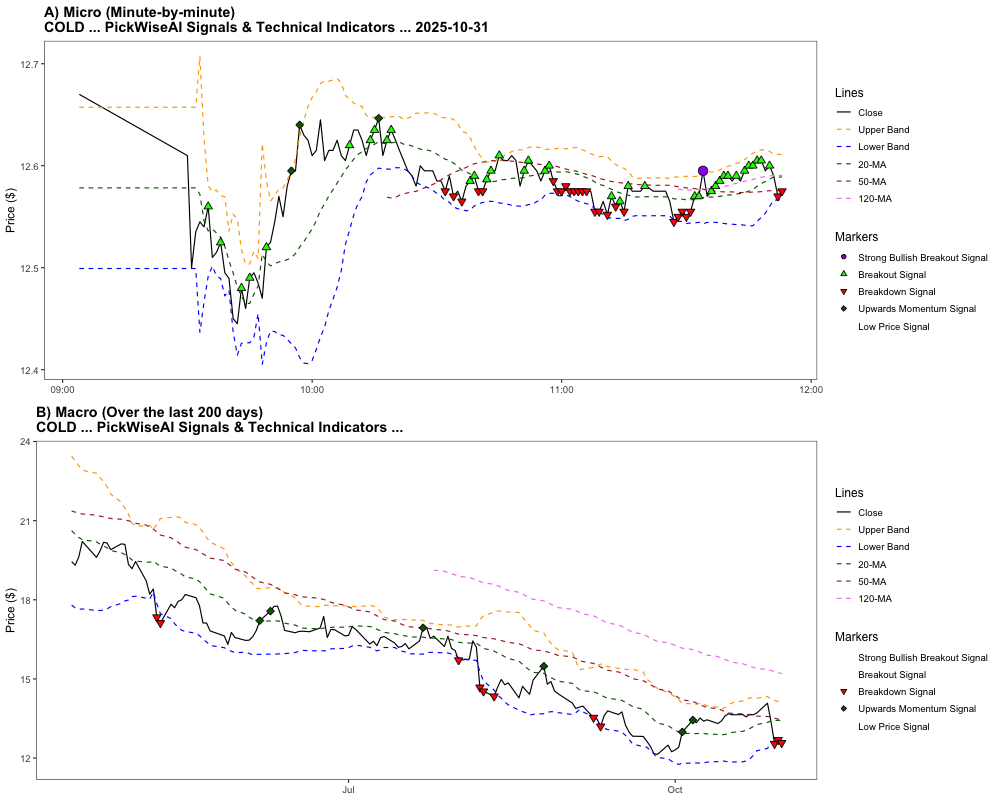 A) Micro (Minute-by-minute)
COLD ... PickWiseAI Signals & Technical Indicators ... 2025-10-31
12.7
12.6
12.5
12.4
Price ($)
09:00
10:00
11:00
12:00
Lines
Close
Upper Band
Lower Band
20-MA
50-MA
120-MA
Markers
Strong Bullish Breakout Signal
Breakout Signal
Breakdown Signal
Upwards Momentum Signal
Low Price Signal
B) Macro (Over the last 200 days)
COLD ... PickWiseAI Signals & Technical Indicators ...
24
21
18
15
12
Price ($)
Jul
Oct
Lines
Close
Upper Band
Lower Band
20-MA
50-MA
120-MA
Markers
Strong Bullish Breakout Signal
Breakout Signal
Breakdown Signal
Upwards Momentum Signal
Low Price Signal